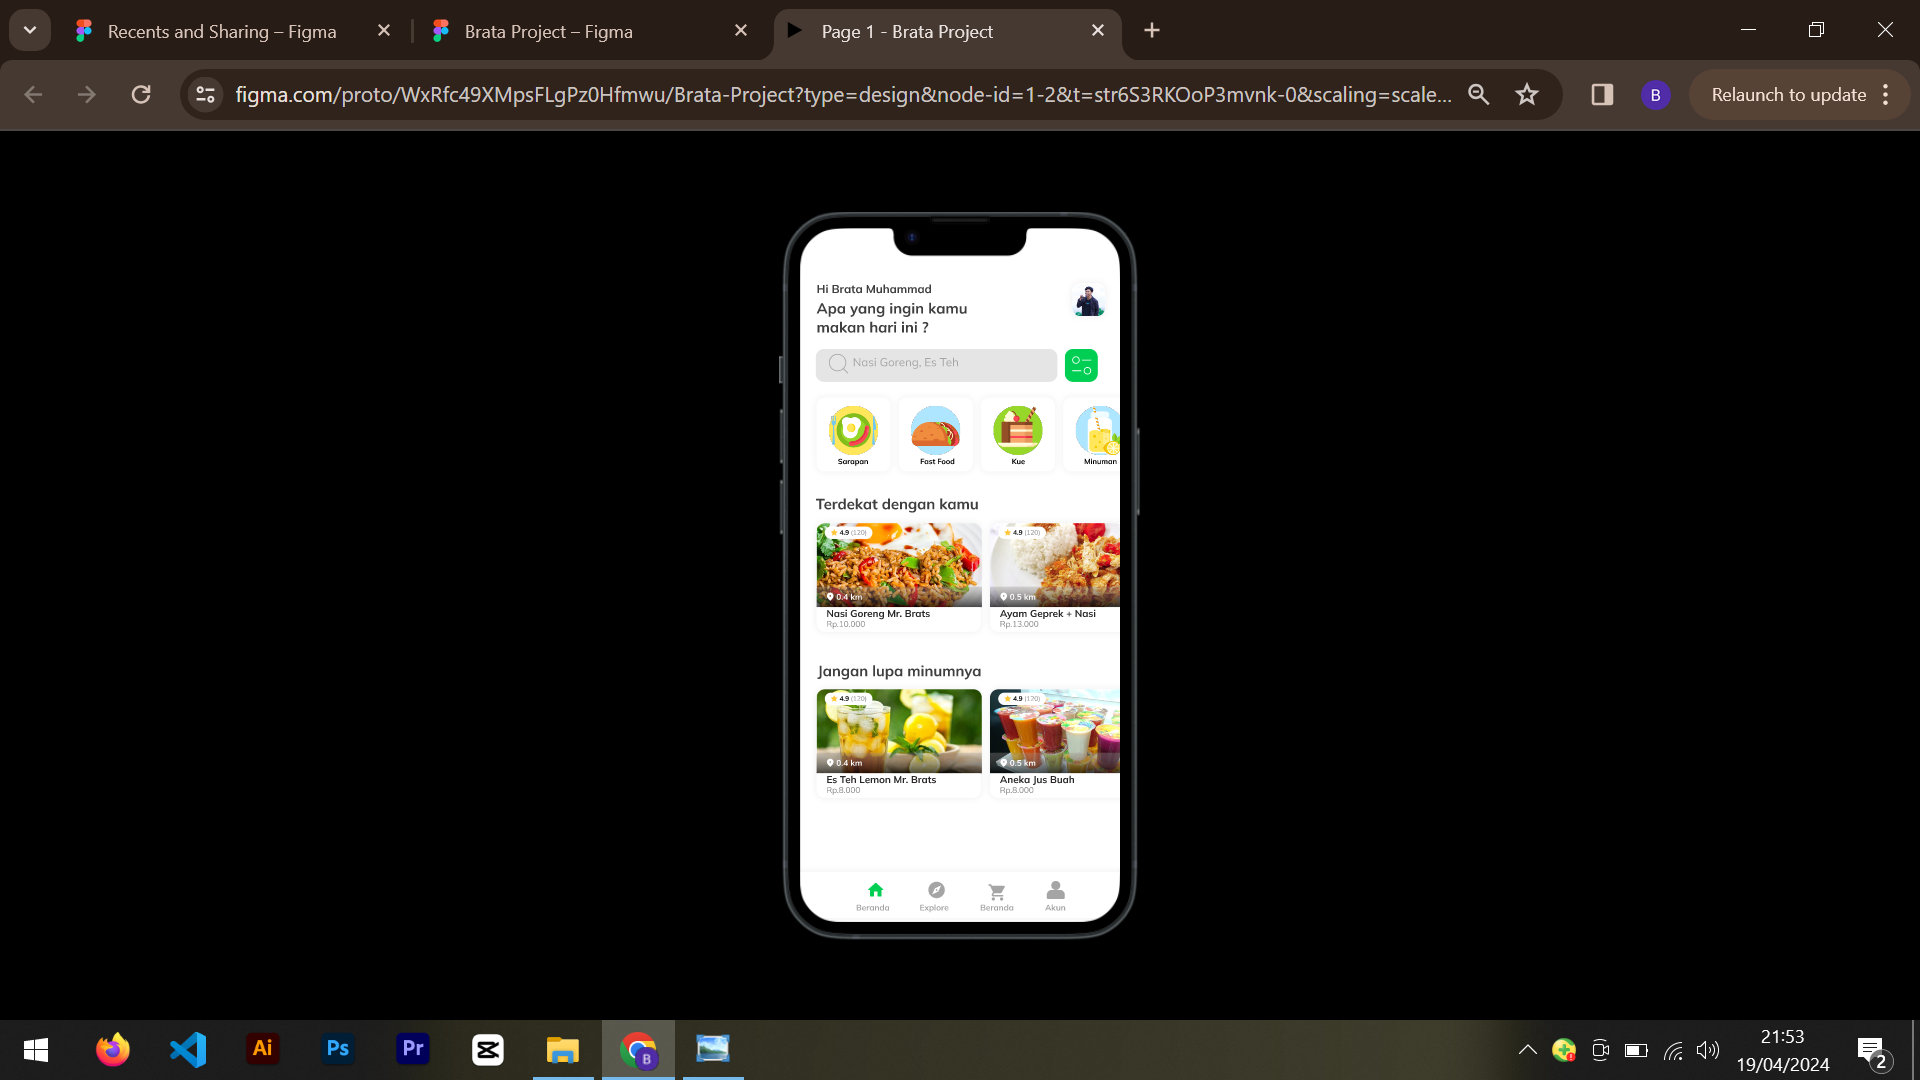 Recents and Sharing – Figma
Brata Project – Figma
Page 1 - Brata Project
figma.com/proto/WxRfc49XMpsFLgPz0Hfmwu/Brata-Project?type=design&node-id=1-2&t=str6S3RKOoP3mvnk-0&scaling=scale...
B
Relaunch to update
Hi Brata Muhammad
Apa yang ingin kamu
makan hari ini ?
Nasi Goreng, Es Teh
Sarapan
Fast Food
Kue
Minuman
Terdekat dengan kamu
4.9 (120)
4.9 (120)
0.4 km
0.5 km
Nasi Goreng Mr. Brats
Ayam Geprek + Nasi
Rp.10.000
Rp.13.000
Jangan lupa minumnya
4.9 (120)
4.9 (120)
0.4 km
0.5 km
Es Teh Lemon Mr. Brats
Aneka Jus Buah
Rp.8.000
Rp.8.000
Beranda
Explore
Beranda
Akun
Ai
Ps
Pr
B
21:53
19/04/2024
2